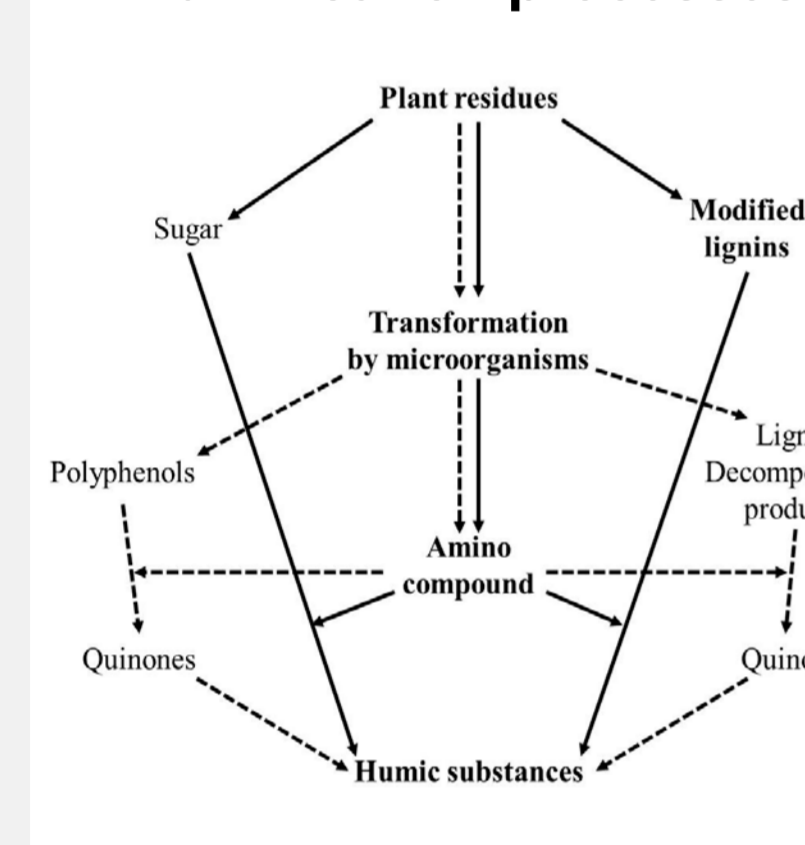 Plant residues
Sugar
Modified
lignins
Transformation
by microorganisms
Polyphenols
Amino
compound
Quinones
Humic substances